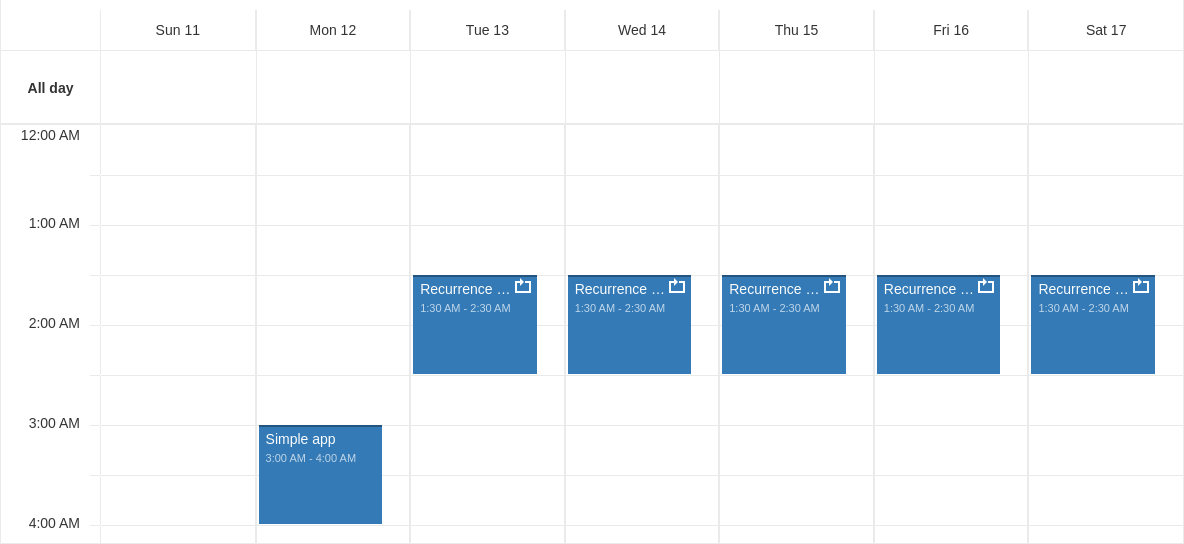 Sun 11
Mon 12
Tue 13
Wed 14
Thu 15
Fri 16
Sat 17
All day
12:00 AM
1:00 AM
2:00 AM
3:00 AM
4:00 AM
Simple app
3:00 AM - 4:00 AM
Recurrence …
1:30 AM - 2:30 AM
Recurrence …
1:30 AM - 2:30 AM
Recurrence …
1:30 AM - 2:30 AM
Recurrence …
1:30 AM - 2:30 AM
Recurrence …
1:30 AM - 2:30 AM